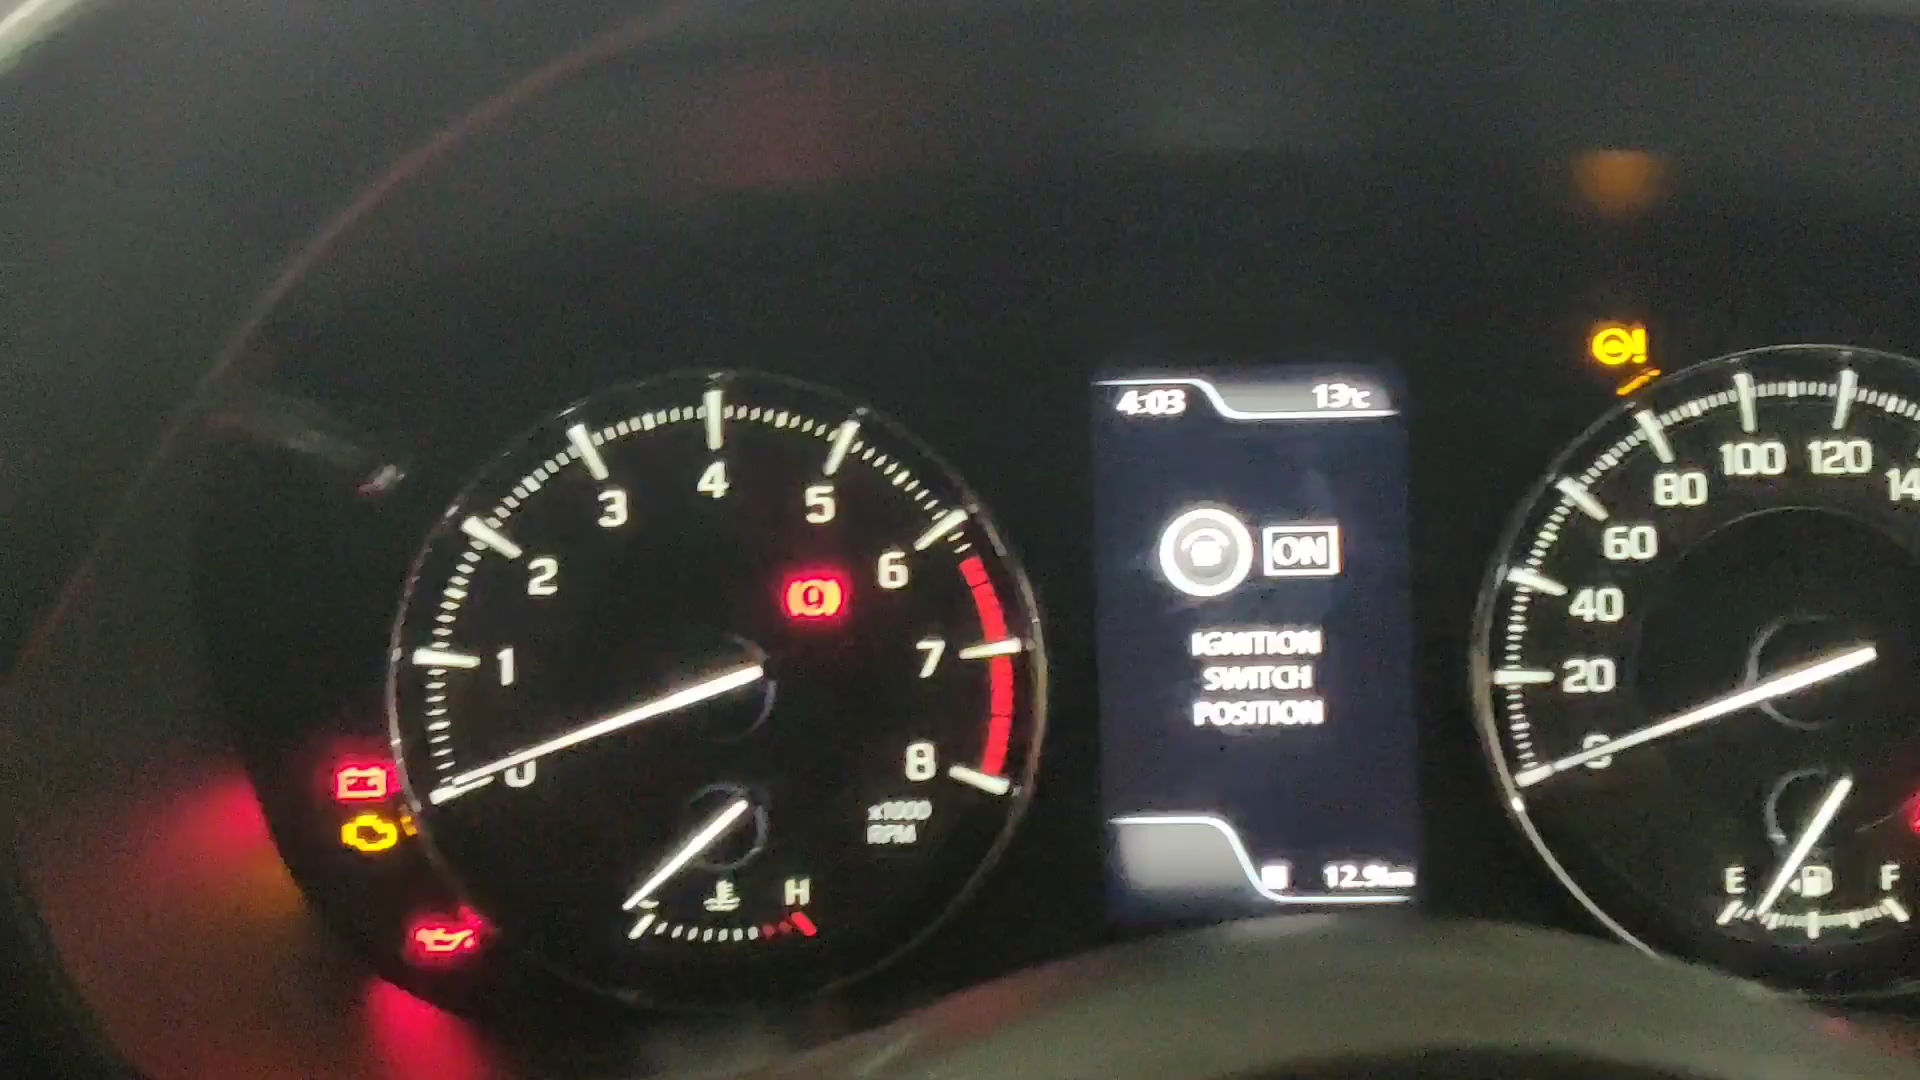 4:03 13°C
4
3 5
2 6
1 7
0 8
x1000
RPM
H
ON
IGNITION
SWITCH
POSITION
12.9km
100 120
80 14
60
40
20
0
E F